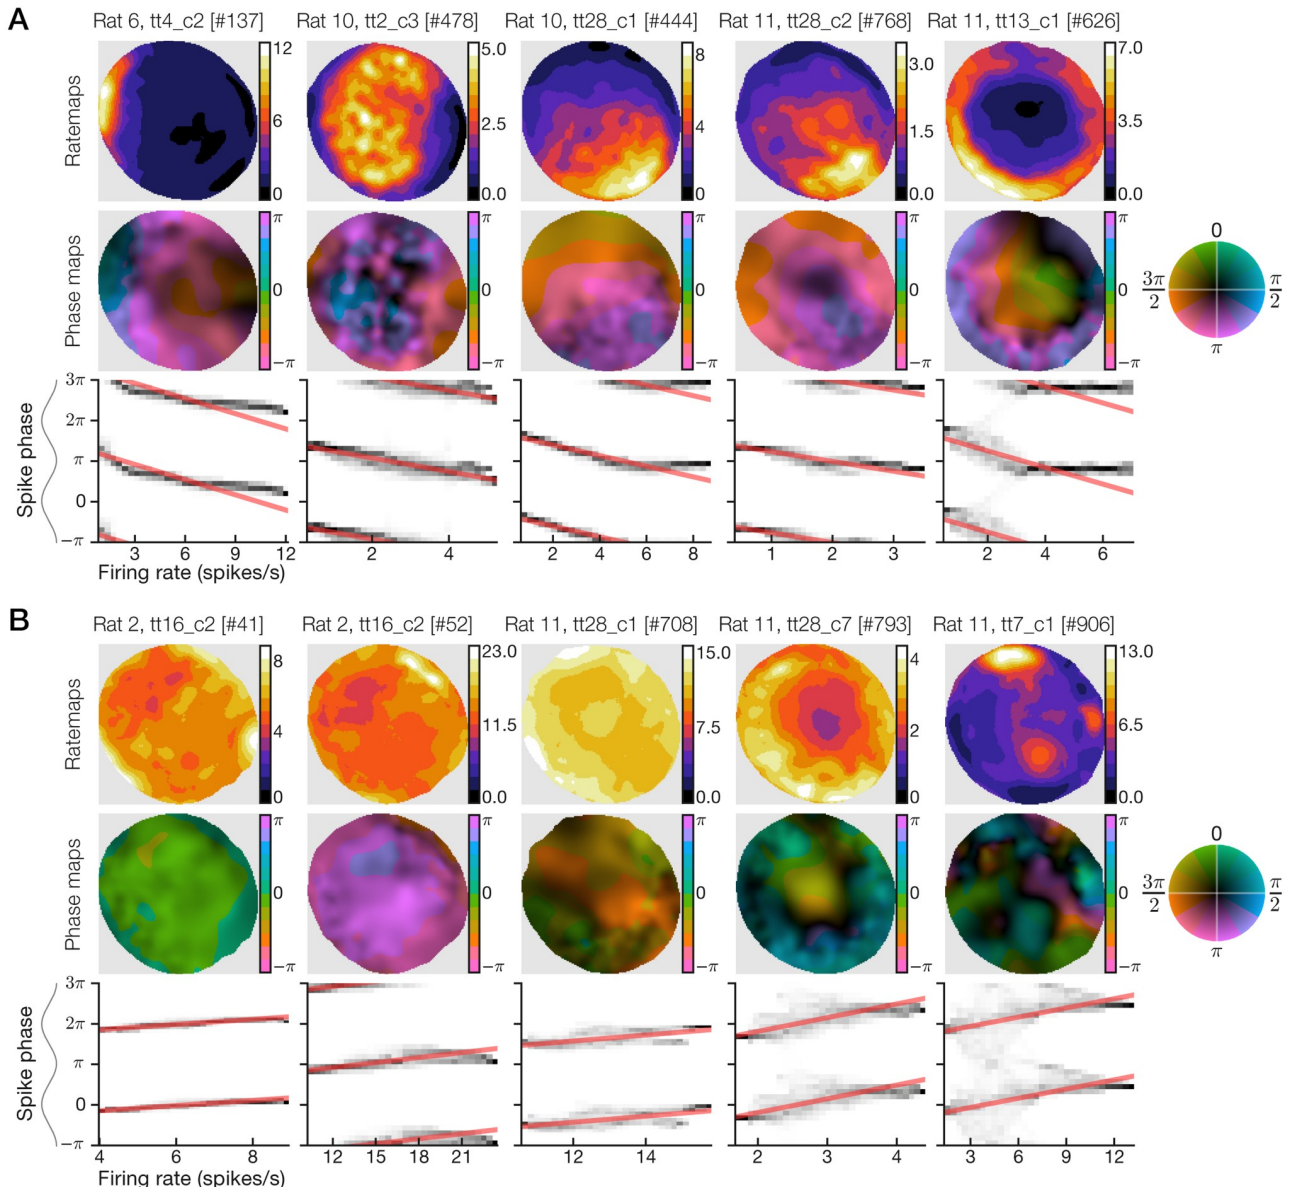 A
Rat 6, tt4_c2 [#137] Rat 10, tt2_c3 [#478] Rat 10, tt28_c1 [#444] Rat 11, tt28_c2 [#768] Rat 11, tt13_c1 [#626]
Ratemaps
12 6 0
5.0 2.5 0.0
8 4 0
3.0 1.5 0.0
7.0 3.5 0.0
Phase maps
π 0 −π
π 0 −π
π 0 −π
π 0 −π
π 0 −π
0
3π/2 π/2
π
Spike phase
3π
2π
π
0
−π
3 6 9 12
2 4
2 4 6 8
1 2 3
2 4 6
Firing rate (spikes/s)
B
Rat 2, tt16_c2 [#41] Rat 2, tt16_c2 [#52] Rat 11, tt28_c1 [#708] Rat 11, tt28_c7 [#793] Rat 11, tt7_c1 [#906]
Ratemaps
8 4 0
23.0 11.5 0.0
15.0 7.5 0.0
4 2 0
13.0 6.5 0.0
Phase maps
π 0 −π
π 0 −π
π 0 −π
π 0 −π
π 0 −π
0
3π/2 π/2
π
Spike phase
3π
2π
π
0
−π
4 6 8
12 15 18 21
12 14
2 3 4
3 6 9 12
Firing rate (spikes/s)